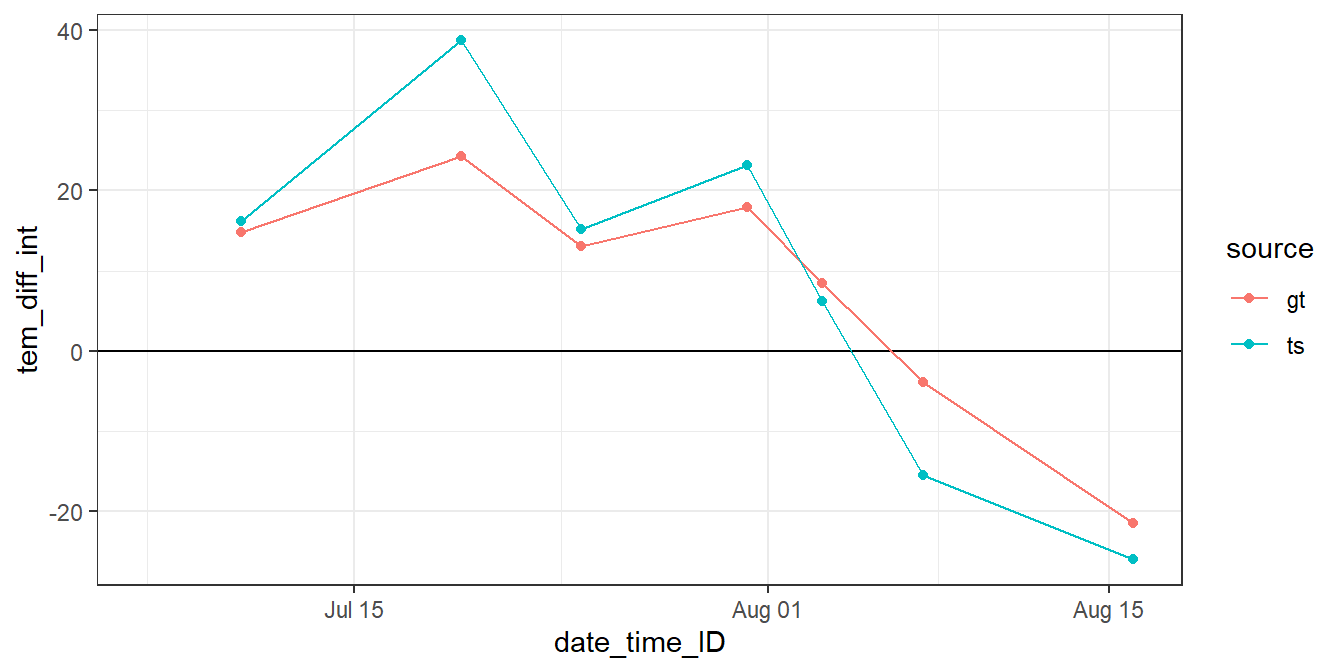 40
20
0
-20
tem_diff_int
Jul 15
Aug 01
Aug 15
date_time_ID
source
gt
ts